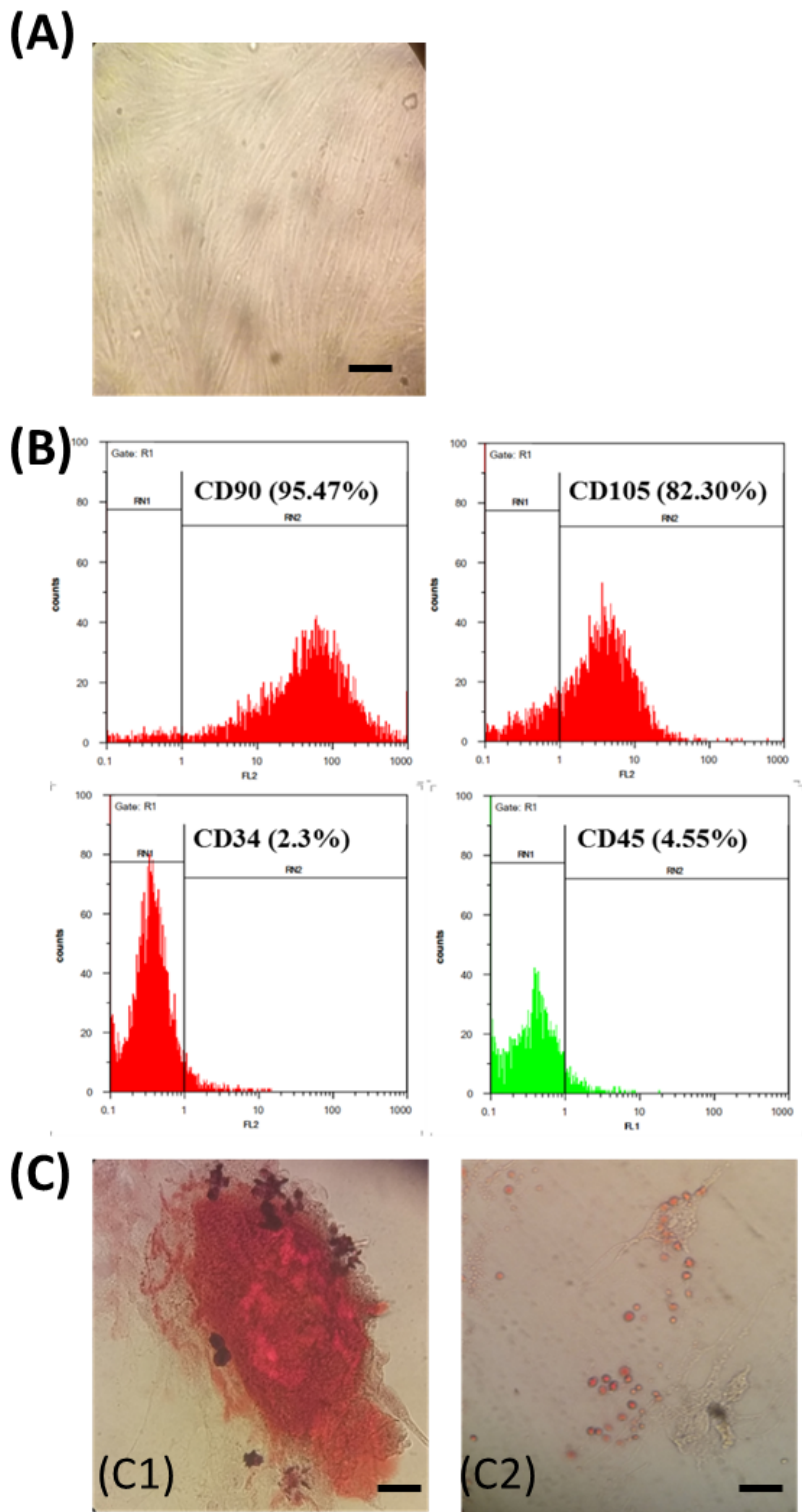 (A)
(B)
100
80
60
40
20
0
counts
Gate: R1
CD90 (95.47%)
RN1
RN2
0.1 1 10 100 1000
FL2
100
80
60
40
20
0
counts
Gate: R1
CD105 (82.30%)
RN1
RN2
0.1 1 10 100 1000
FL2
100
80
60
40
20
0
counts
Gate: R1
CD34 (2.3%)
RN1
RN2
0.1 1 10 100 1000
FL2
100
80
60
40
20
0
counts
Gate: R1
CD45 (4.55%)
RN1
RN2
0.1 1 10 100 1000
FL1
(C)
(C1)
(C2)